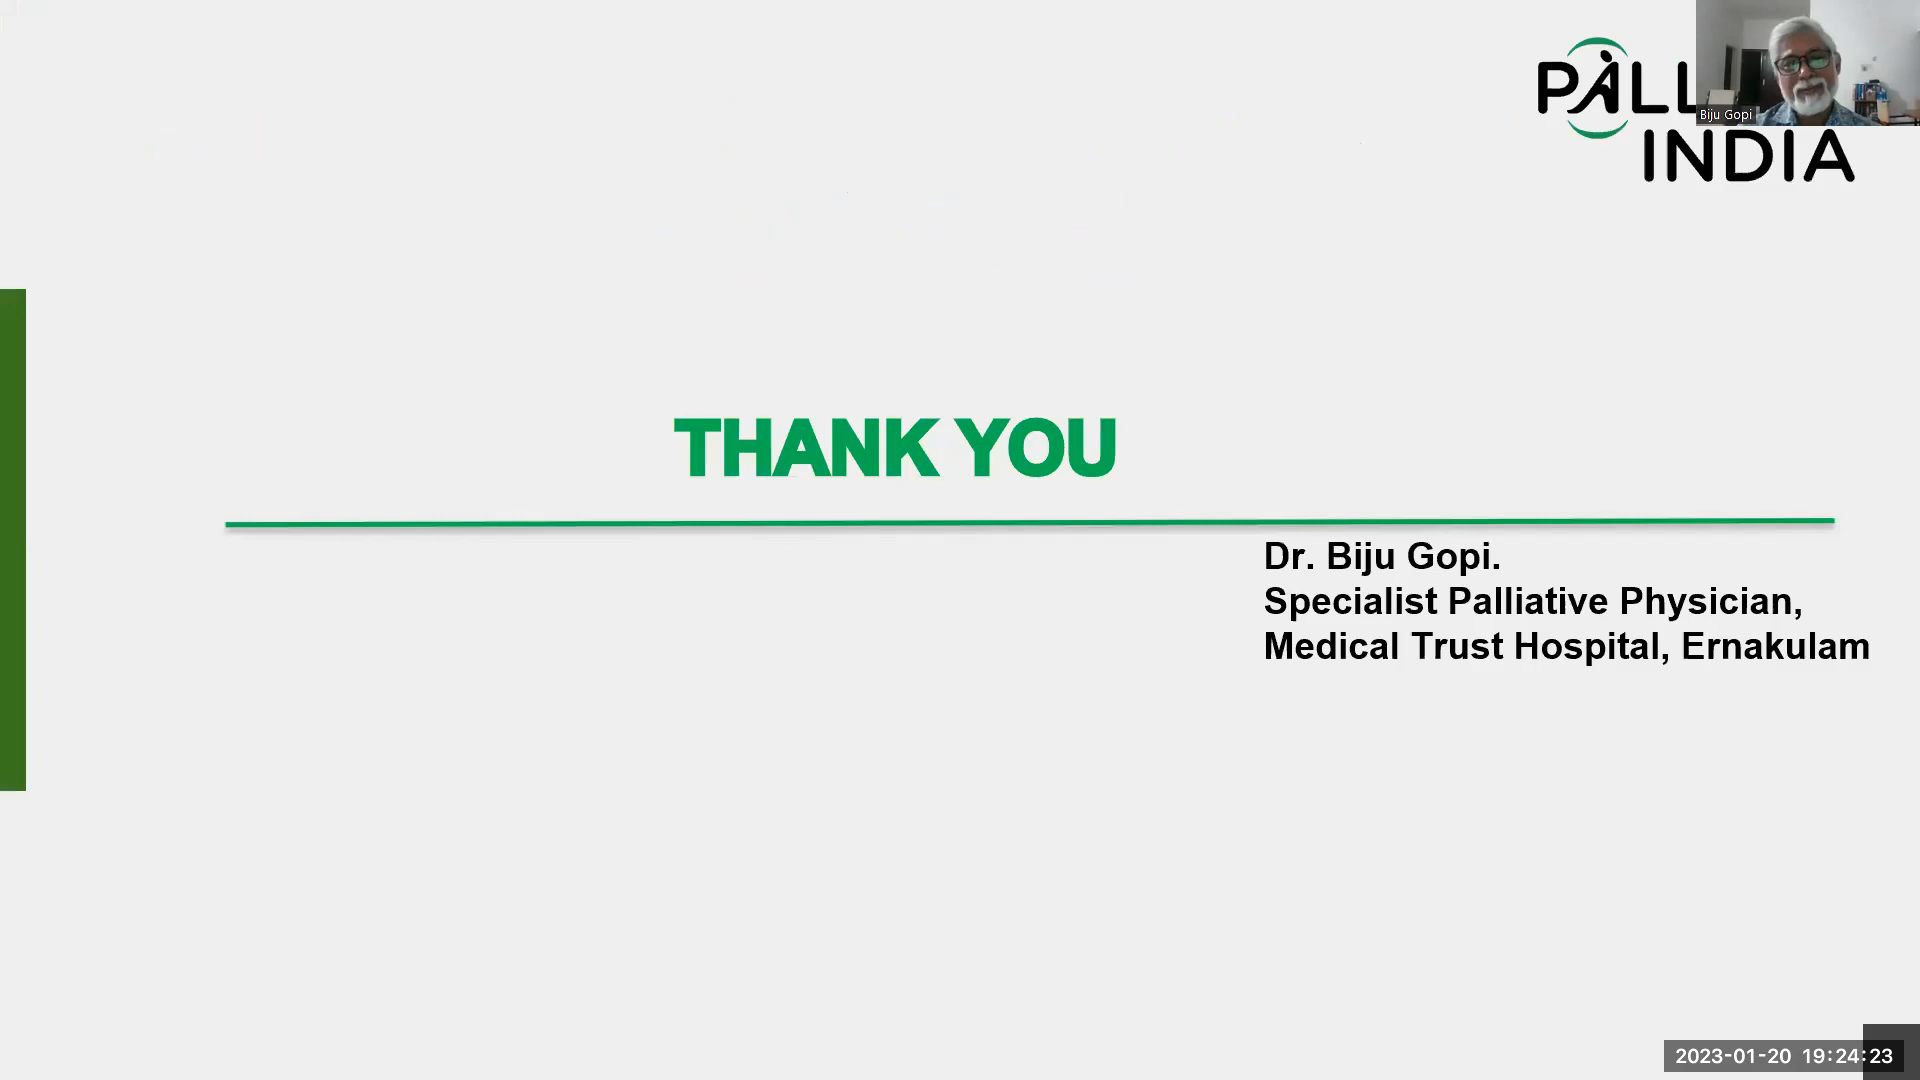 PALL
INDIA
Biju Gopi
THANK YOU
Dr. Biju Gopi.
Specialist Palliative Physician,
Medical Trust Hospital, Ernakulam
2023-01-20 19:24:23